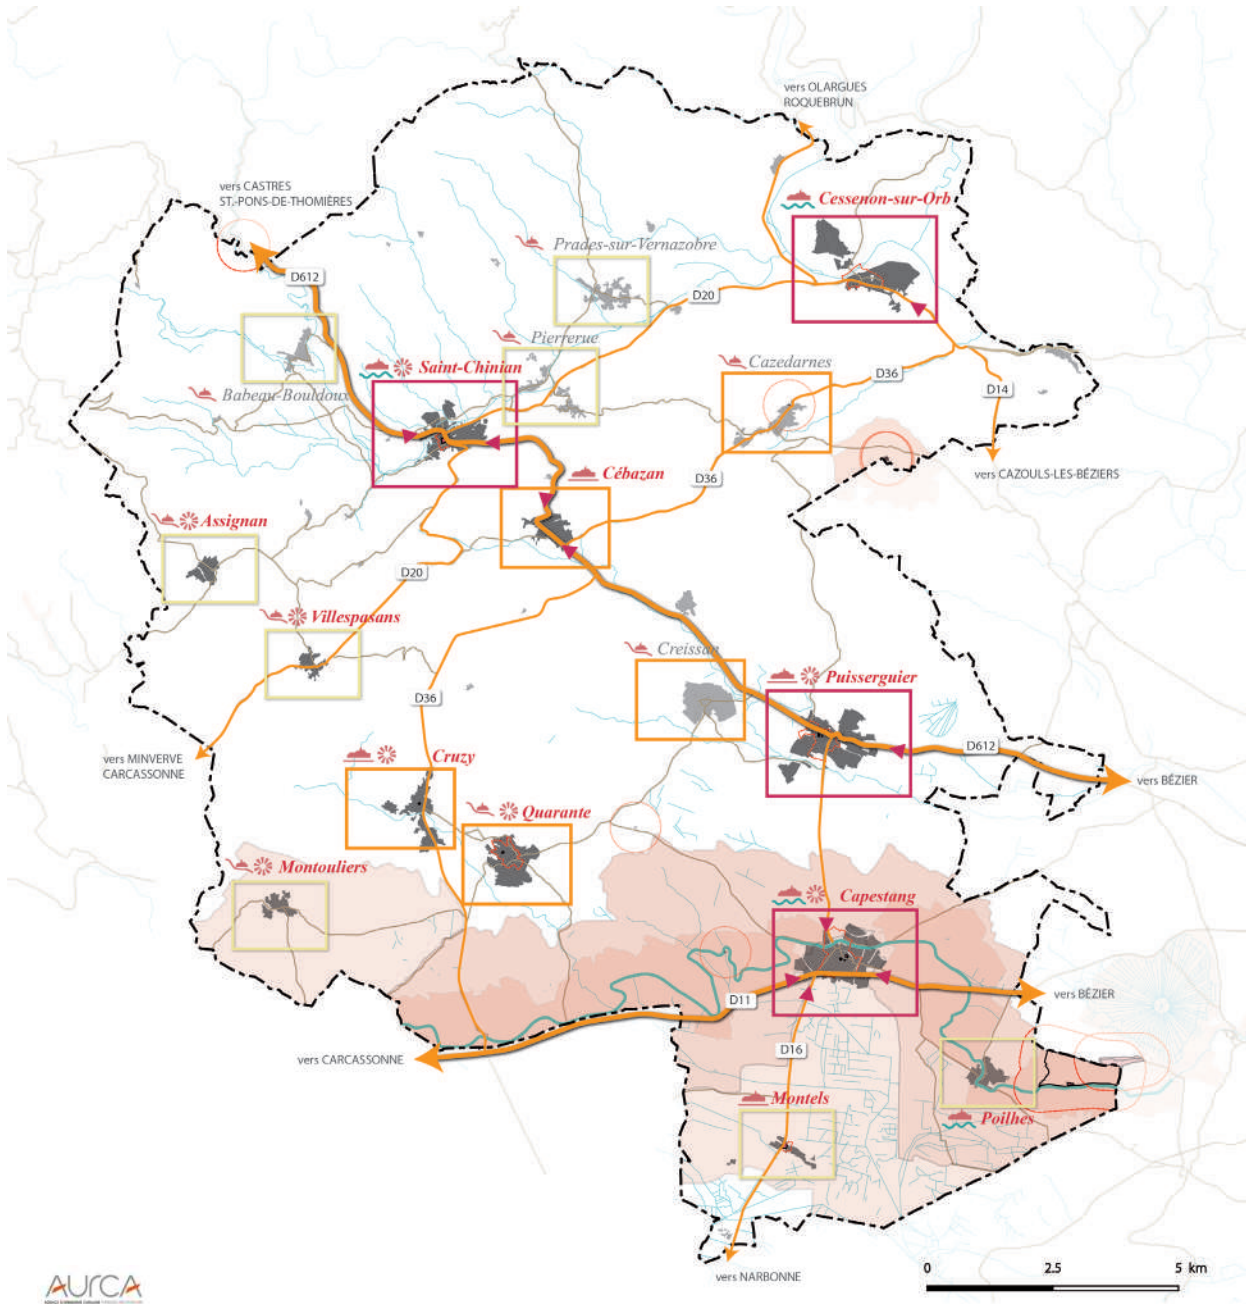 vers OLARGUES
ROQUEBRUN
vers CASTRES
ST.-PONS-DE-THOMIÈRES
Cessenon-sur-Orb
Prades-sur-Vernazobre
D612
D20
Pierrerue
Saint-Chinian
Cazedarnes
D36
D14
Babeau-Bouldoux
vers CAZOULS-LES-BÉZIERS
Cébazan
D36
Assignan
D20
Villespasans
Creissan
D36
Puisserguier
vers MINVERVE
CARCASSONNE
Cruzy
D612
vers BÉZIER
Quarante
Montouliers
Capestang
vers BÉZIER
D11
vers CARCASSONNE
D16
Montels
Poilhes
vers NARBONNE
0 2.5 5 km
AURCA